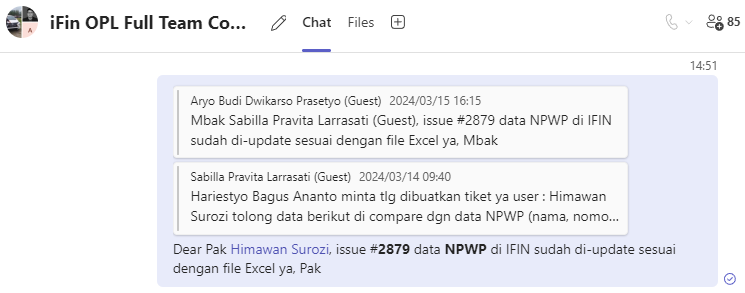 iFin OPL Full Team Co...
Chat
Files
85
A
14:51
Aryo Budi Dwikarso Prasetyo (Guest) 2024/03/15 16:15
Mbak Sabilla Pravita Larrasati (Guest), issue #2879 data NPWP di IFIN
sudah di-update sesuai dengan file Excel ya, Mbak
Sabilla Pravita Larrasati (Guest) 2024/03/14 09:40
Hariestyo Bagus Ananto minta tlg dibuatkan tiket ya user : Himawan
Surozi tolong data berikut di compare dgn data NPWP (nama, nomo...
Dear Pak Himawan Surozi, issue #2879 data NPWP di IFIN sudah di-update sesuai
dengan file Excel ya, Pak